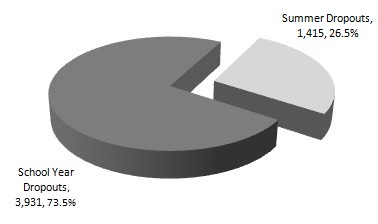 Summer Dropouts,
1,415, 26.5%
School Year
Dropouts,
3,931, 73.5%